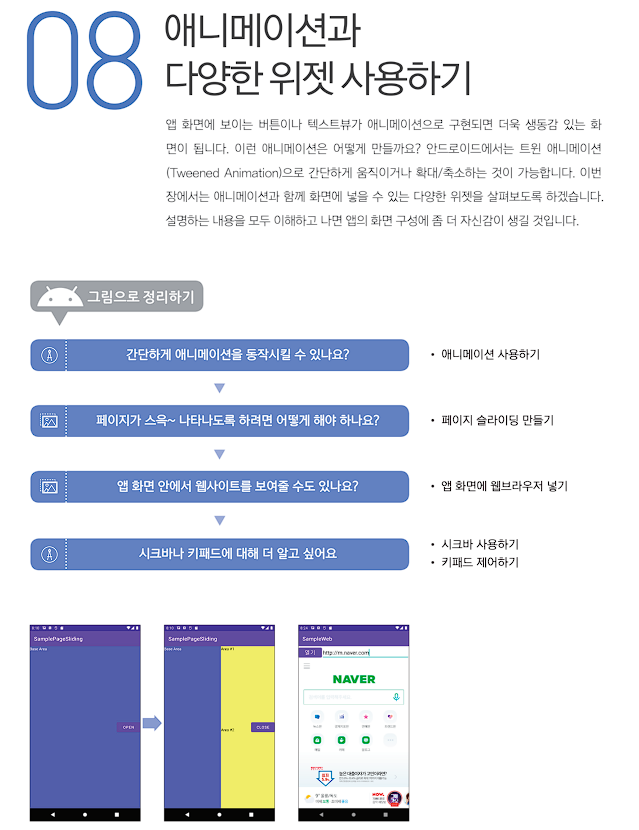 08
애니메이션과
다양한 위젯 사용하기
앱 화면에 보이는 버튼이나 텍스트뷰가 애니메이션으로 구현되면 더욱 생동감 있는 화
면이 됩니다. 이런 애니메이션은 어떻게 만들까요? 안드로이드에서는 트윈 애니메이션
(Tweened Animation)으로 간단하게 움직이거나 확대/축소하는 것이 가능합니다. 이번
장에서는 애니메이션과 함께 화면에 넣을 수 있는 다양한 위젯을 살펴보도록 하겠습니다.
설명하는 내용을 모두 이해하고 나면 앱의 화면 구성에 좀 더 자신감이 생길 것입니다.
그림으로 정리하기
간단하게 애니메이션을 동작시킬 수 있나요?
• 애니메이션 사용하기
페이지가 스윽~ 나타나도록 하려면 어떻게 해야 하나요?
• 페이지 슬라이딩 만들기
앱 화면 안에서 웹사이트를 보여줄 수도 있나요?
• 앱 화면에 웹브라우저 넣기
시크바나 키패드에 대해 더 알고 싶어요
• 시크바 사용하기
• 키패드 제어하기
SamplePageSliding
Base Area
OPEN
SamplePageSliding
Base Area
Area #1
Area #2
CLOSE
8:24
SampleWeb
열기
http://m.naver.com
NAVER